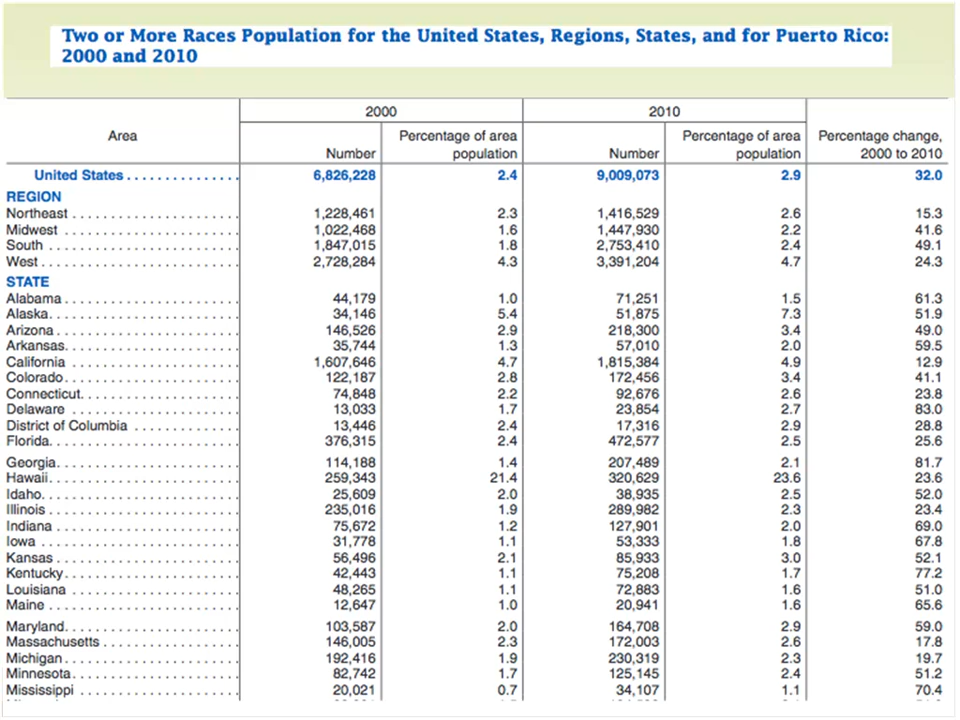 Two or More Races Population for the United States, Regions, States, and for Puerto Rico:
2000 and 2010
2000 2010
Area Number Percentage of area population Number Percentage of area population Percentage change, 2000 to 2010
United States 6,826,228 2.4 9,009,073 2.9 32.0
REGION
Northeast 1,228,461 2.3 1,416,529 2.6 15.3
Midwest 1,022,468 1.6 1,447,930 2.2 41.6
South 1,847,015 1.8 2,753,410 2.4 49.1
West 2,728,284 4.3 3,391,204 4.7 24.3
STATE
Alabama 44,179 1.0 71,251 1.5 61.3
Alaska 34,146 5.4 51,875 7.3 51.9
Arizona 146,526 2.9 218,300 3.4 49.0
Arkansas 35,744 1.3 57,010 2.0 59.5
California 1,607,646 4.7 1,815,384 4.9 12.9
Colorado 122,187 2.8 172,456 3.4 41.1
Connecticut 74,848 2.2 92,676 2.6 23.8
Delaware 13,033 1.7 23,854 2.7 83.0
District of Columbia 13,446 2.4 17,316 2.9 28.8
Florida 376,315 2.4 472,577 2.5 25.6
Georgia 114,188 1.4 207,489 2.1 81.7
Hawaii 259,343 21.4 320,629 23.6 23.6
Idaho 25,609 2.0 38,935 2.5 52.0
Illinois 235,016 1.9 289,982 2.3 23.4
Indiana 75,672 1.2 127,901 2.0 69.0
Iowa 31,778 1.1 53,333 1.8 67.8
Kansas 56,496 2.1 85,933 3.0 52.1
Kentucky 42,443 1.1 75,208 1.7 77.2
Louisiana 48,265 1.1 72,883 1.6 51.0
Maine 12,647 1.0 20,941 1.6 65.6
Maryland 103,587 2.0 164,708 2.9 59.0
Massachusetts 146,005 2.3 172,003 2.6 17.8
Michigan 192,416 1.9 230,319 2.3 19.7
Minnesota 82,742 1.7 125,145 2.4 51.2
Mississippi 20,021 0.7 34,107 1.1 70.4